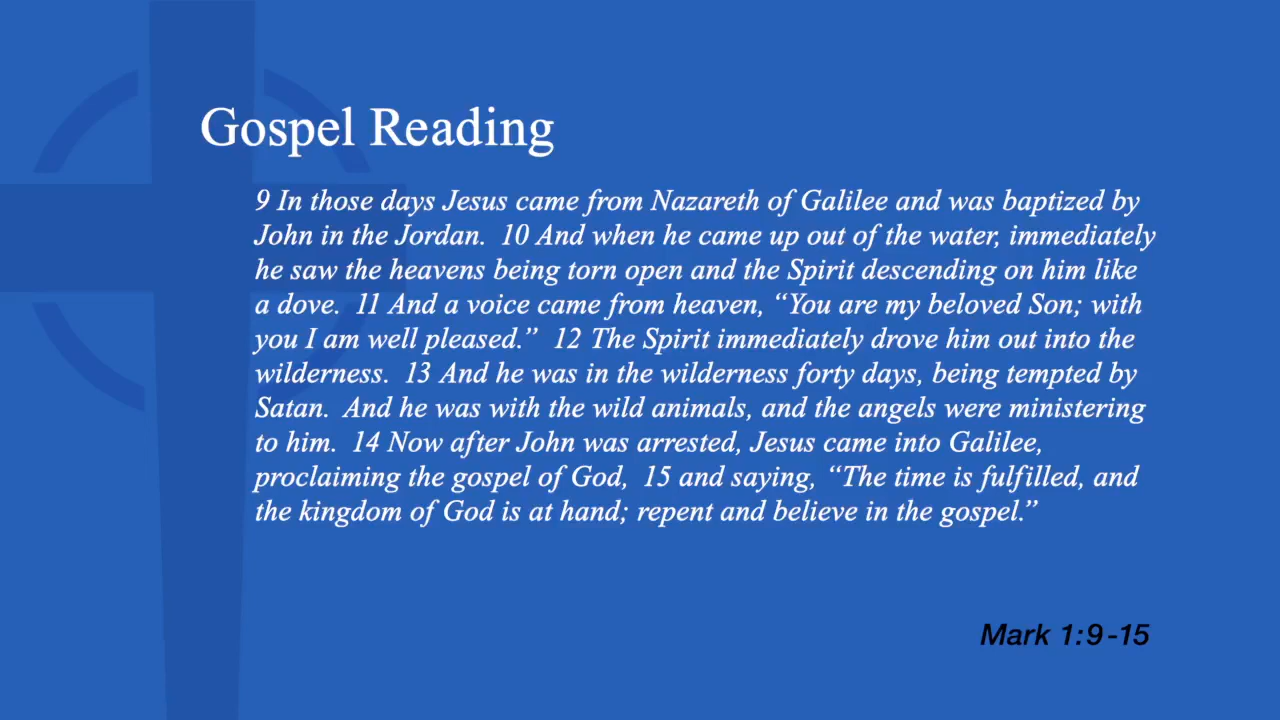 Gospel Reading
9 In those days Jesus came from Nazareth of Galilee and was baptized by
John in the Jordan.  10 And when he came up out of the water, immediately
he saw the heavens being torn open and the Spirit descending on him like
a dove.  11 And a voice came from heaven, “You are my beloved Son; with
you I am well pleased.”  12 The Spirit immediately drove him out into the
wilderness.  13 And he was in the wilderness forty days, being tempted by
Satan.  And he was with the wild animals, and the angels were ministering
to him.  14 Now after John was arrested, Jesus came into Galilee,
proclaiming the gospel of God,  15 and saying, “The time is fulfilled, and
the kingdom of God is at hand; repent and believe in the gospel.”
Mark 1:9-15